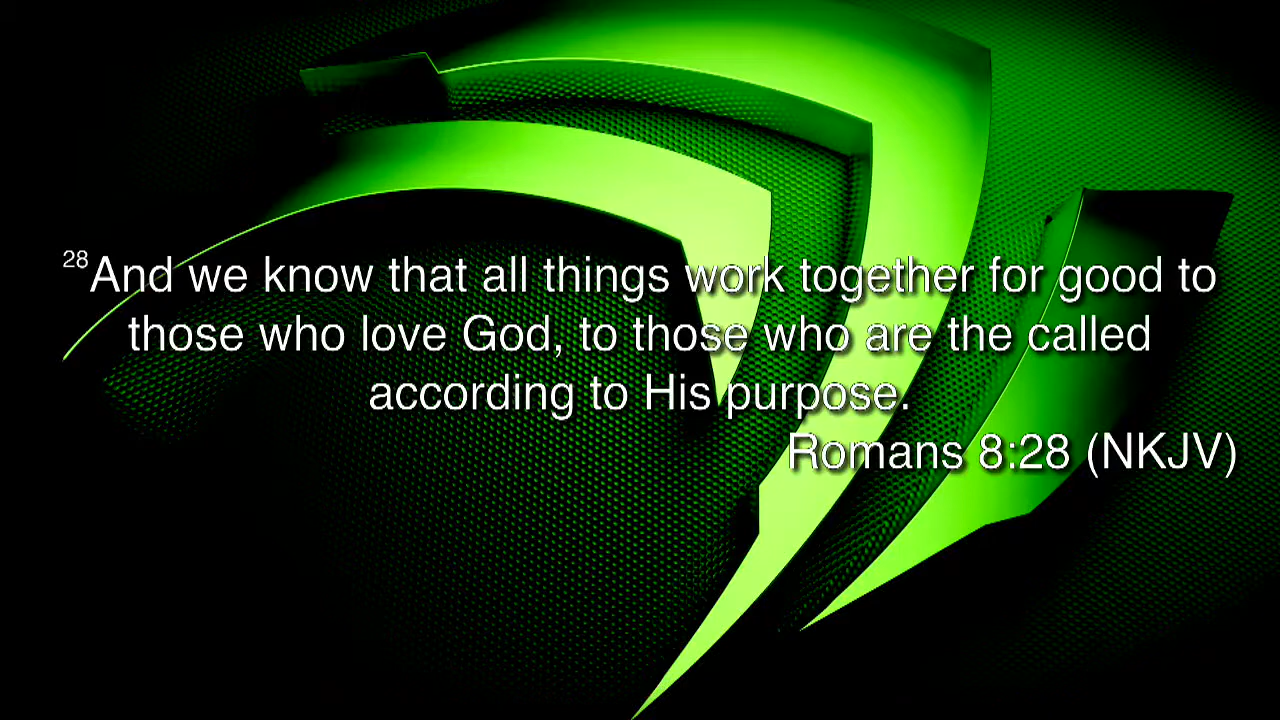 28And we know that all things work together for good to
those who love God, to those who are the called
according to His purpose.
Romans 8:28 (NKJV)